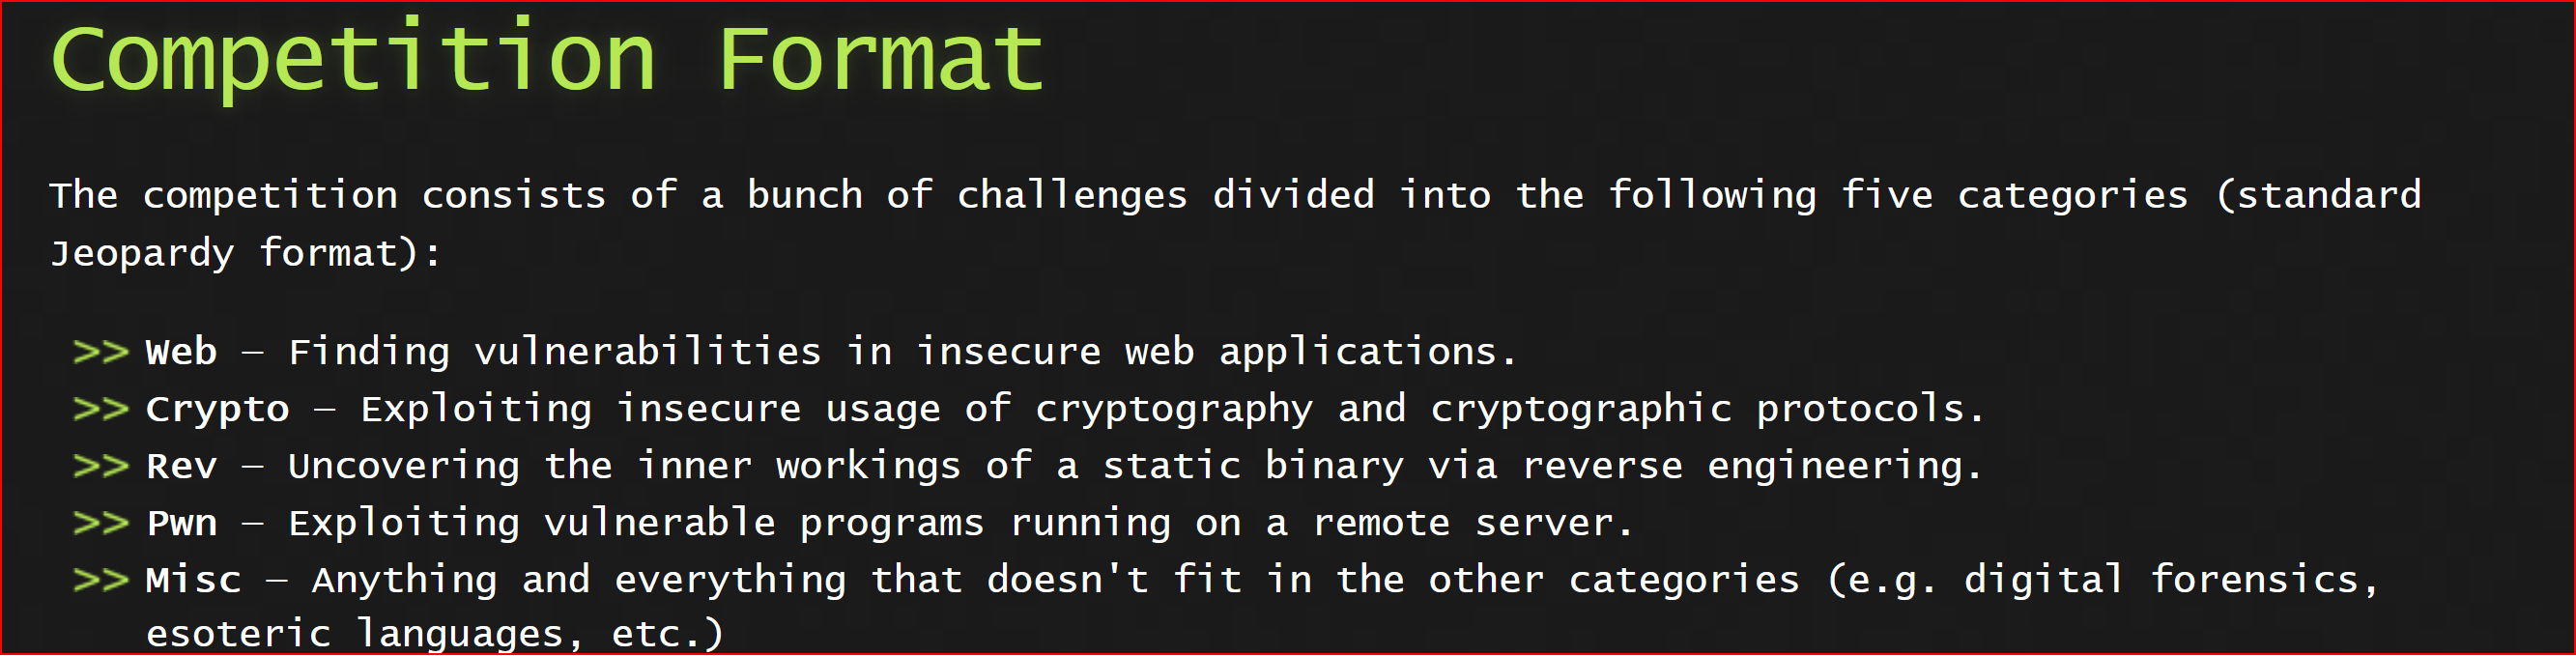 Competition Format
The competition consists of a bunch of challenges divided into the following five categories (standard
Jeopardy format):
>> Web — Finding vulnerabilities in insecure web applications.
>> Crypto — Exploiting insecure usage of cryptography and cryptographic protocols.
>> Rev — Uncovering the inner workings of a static binary via reverse engineering.
>> Pwn — Exploiting vulnerable programs running on a remote server.
>> Misc — Anything and everything that doesn't fit in the other categories (e.g. digital forensics,
esoteric languages, etc.)